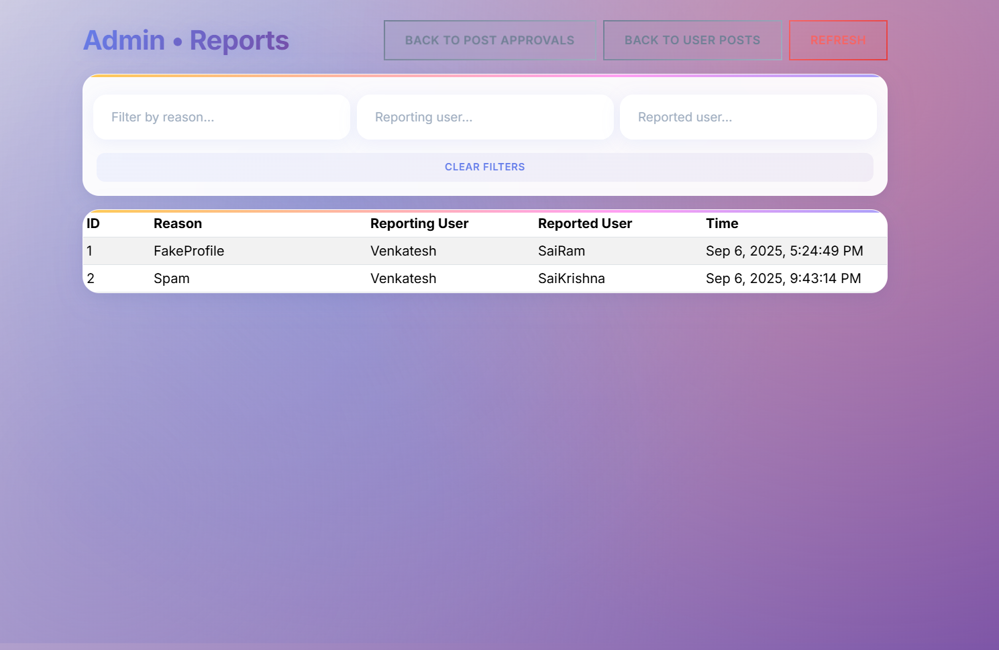 Admin • Reports
BACK TO POST APPROVALS
BACK TO USER POSTS
REFRESH
Filter by reason...
Reporting user...
Reported user...
CLEAR FILTERS
ID Reason Reporting User Reported User Time
1 FakeProfile Venkatesh SaiRam Sep 6, 2025, 5:24:49 PM
2 Spam Venkatesh SaiKrishna Sep 6, 2025, 9:43:14 PM